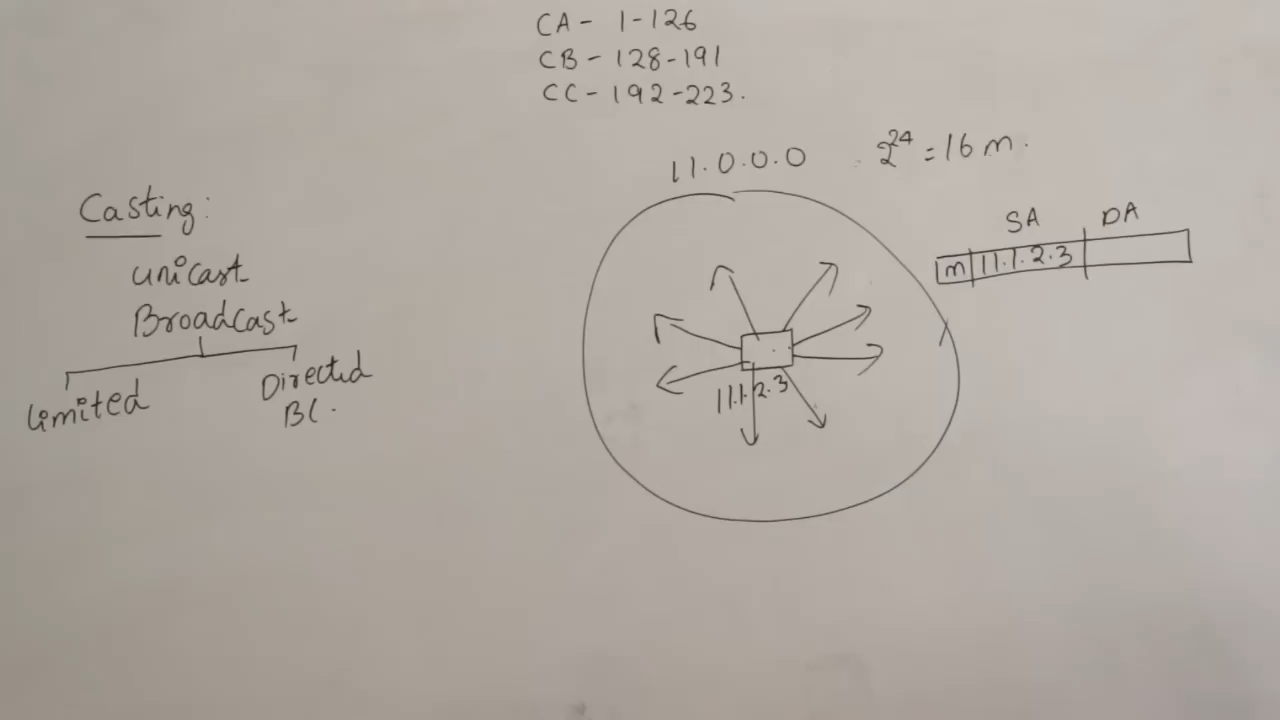 CA - 1-126
CB - 128-191
CC - 192-223.
11.0.0.0 2^24 = 16 m.
Casting:
unicast
Broadcast
Limited
Directed
BC.
SA DA
m 11.1.2.3
11.1.2.3